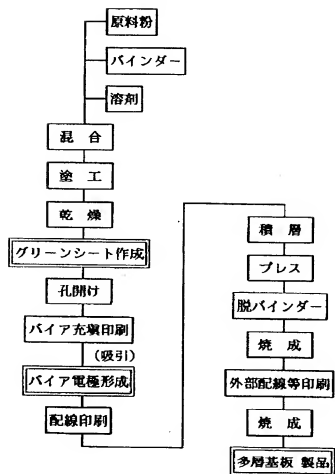 原料粉
バインダー
溶剤
混合
塗工
乾燥
グリーンシート作成
孔開け
バイア充塡印刷
(吸引)
バイア電極形成
配線印刷
積層
プレス
脱バインダー
焼成
外部配線等印刷
焼成
多層基板 製品